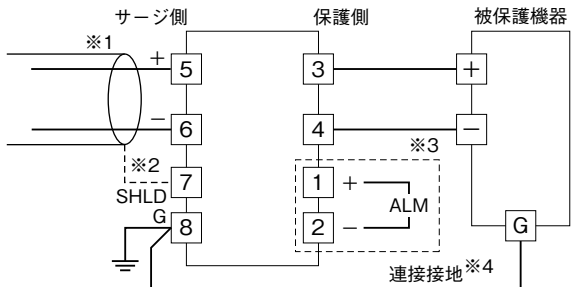 サージ側 保護側 被保護機器
※1
+ 5 3 +
− 6 4 −
※3
※2
7 1 +
SHLD ALM
G 8 2 −
G
連接接地※4